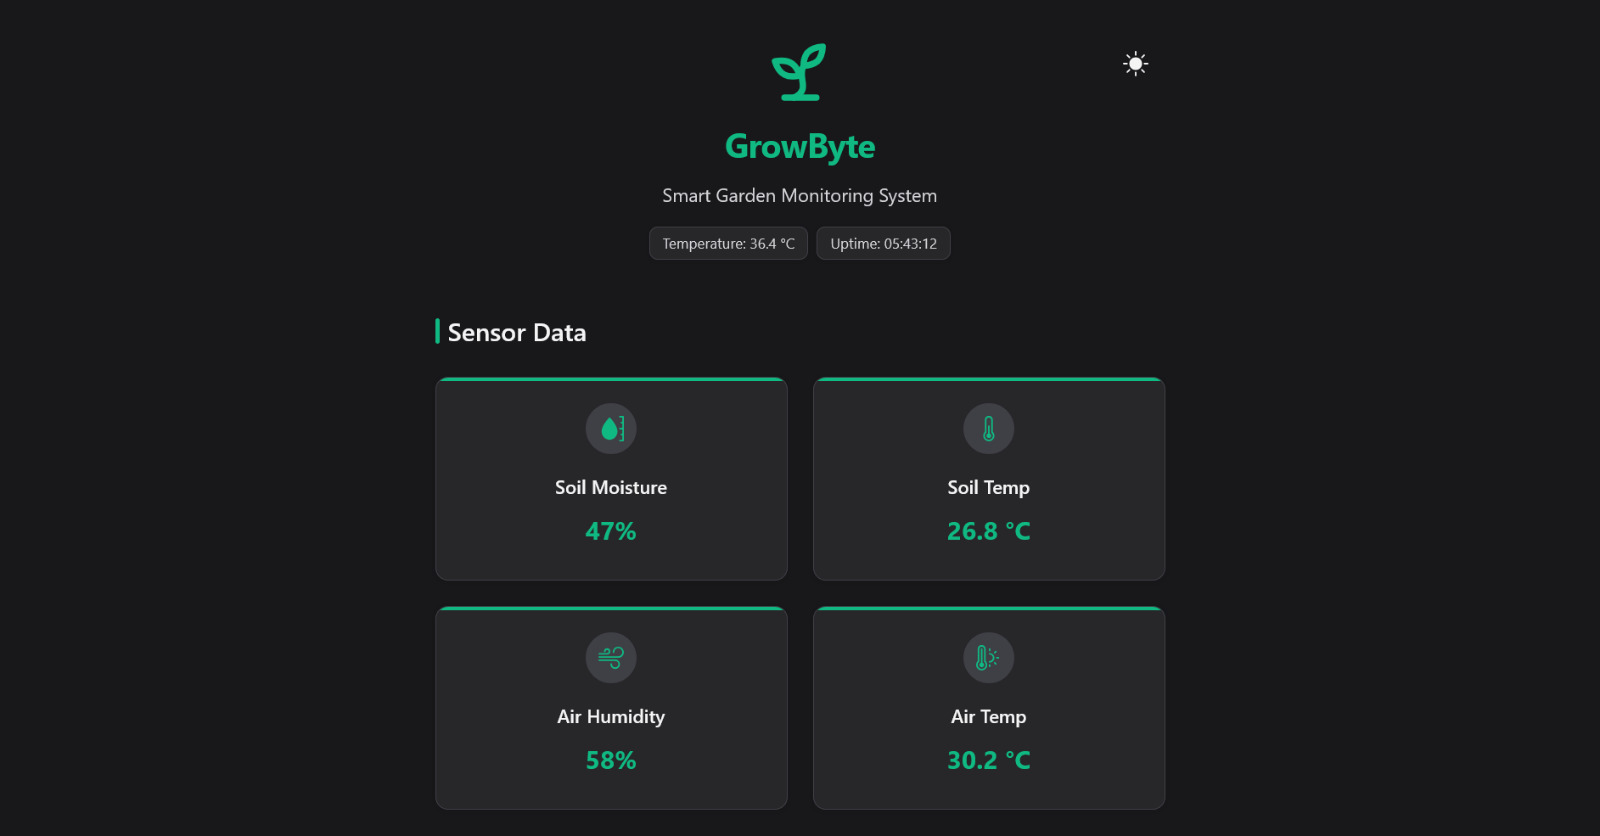 GrowByte
Smart Garden Monitoring System
Temperature: 36.4 °C
Uptime: 05:43:12
Sensor Data
Soil Moisture
47%
Soil Temp
26.8 °C
Air Humidity
58%
Air Temp
30.2 °C